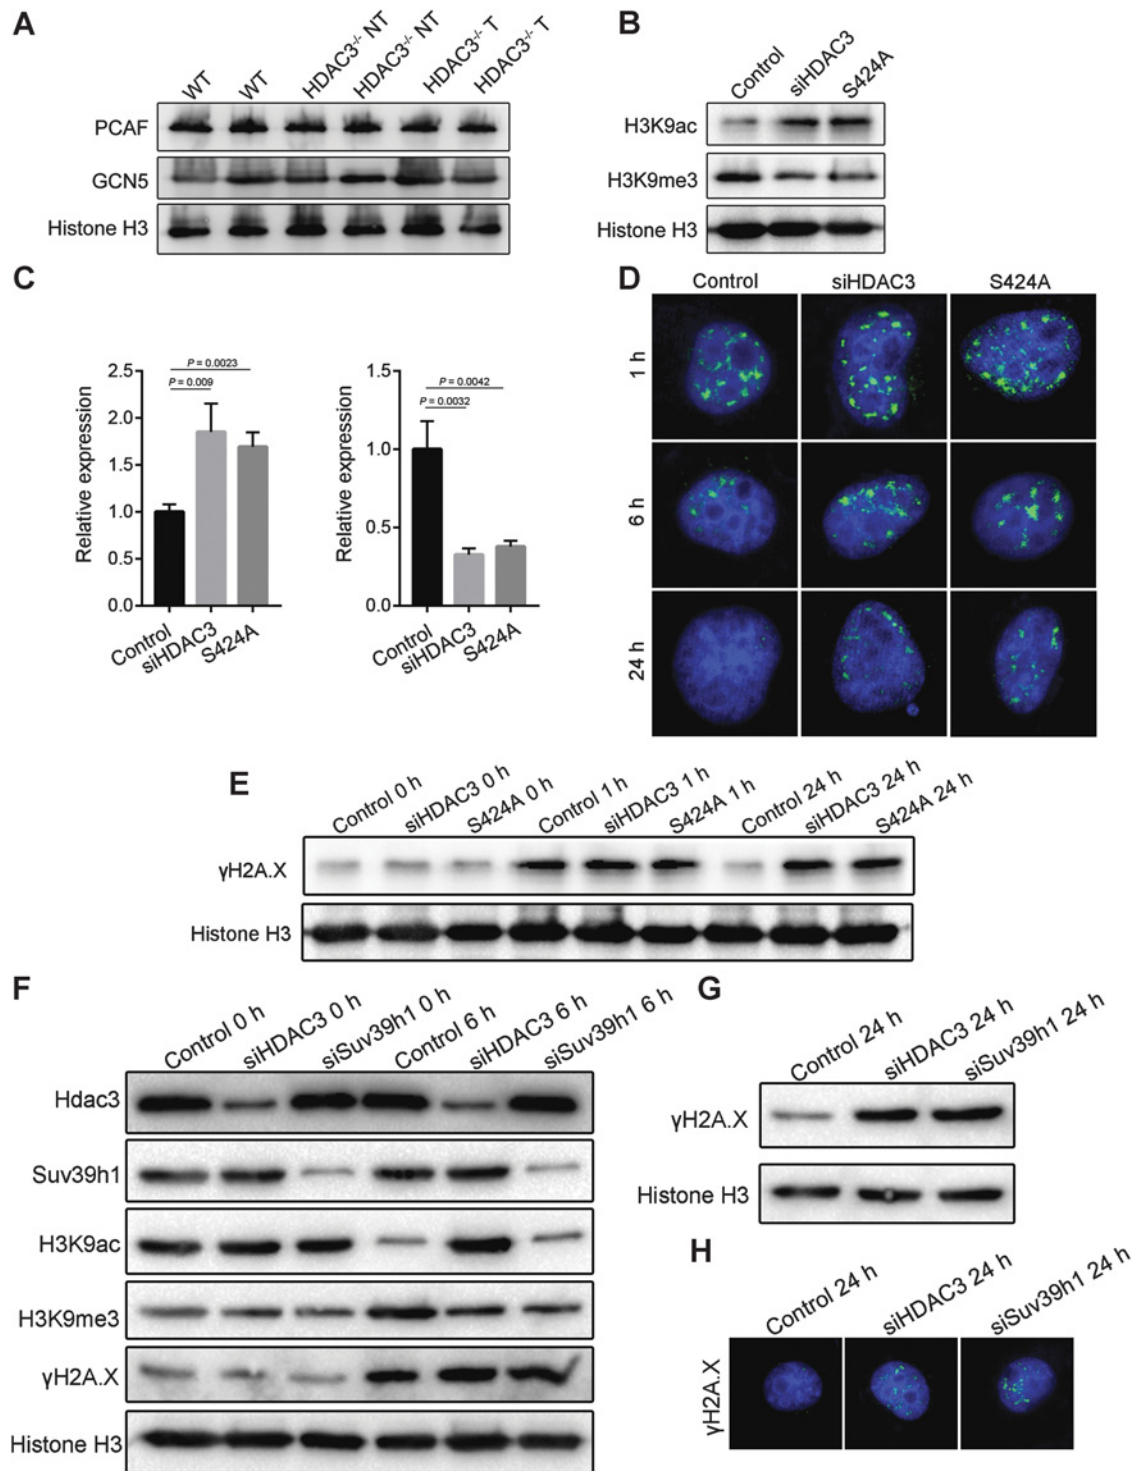 A
WT
WT
HDAC3-/- NT
HDAC3-/- NT
HDAC3-/- T
HDAC3-/- T
PCAF
GCN5
Histone H3
B
Control
siHDAC3
S424A
H3K9ac
H3K9me3
Histone H3
C
Relative expression
2.5
2.0
1.5
1.0
0.5
0.0
P = 0.0023
P = 0.009
Control
siHDAC3
S424A
Relative expression
1.5
1.0
0.5
0.0
P = 0.0042
P = 0.0032
Control
siHDAC3
S424A
D
Control
siHDAC3
S424A
1 h
6 h
24 h
E
Control 0 h
siHDAC3 0 h
S424A 0 h
Control 1 h
siHDAC3 1 h
S424A 1 h
Control 24 h
siHDAC3 24 h
S424A 24 h
γH2A.X
Histone H3
F
Control 0 h
siHDAC3 0 h
siSuv39h1 0 h
Control 6 h
siHDAC3 6 h
siSuv39h1 6 h
Hdac3
Suv39h1
H3K9ac
H3K9me3
γH2A.X
Histone H3
G
Control 24 h
siHDAC3 24 h
siSuv39h1 24 h
γH2A.X
Histone H3
H
Control 24 h
siHDAC3 24 h
siSuv39h1 24 h
γH2A.X